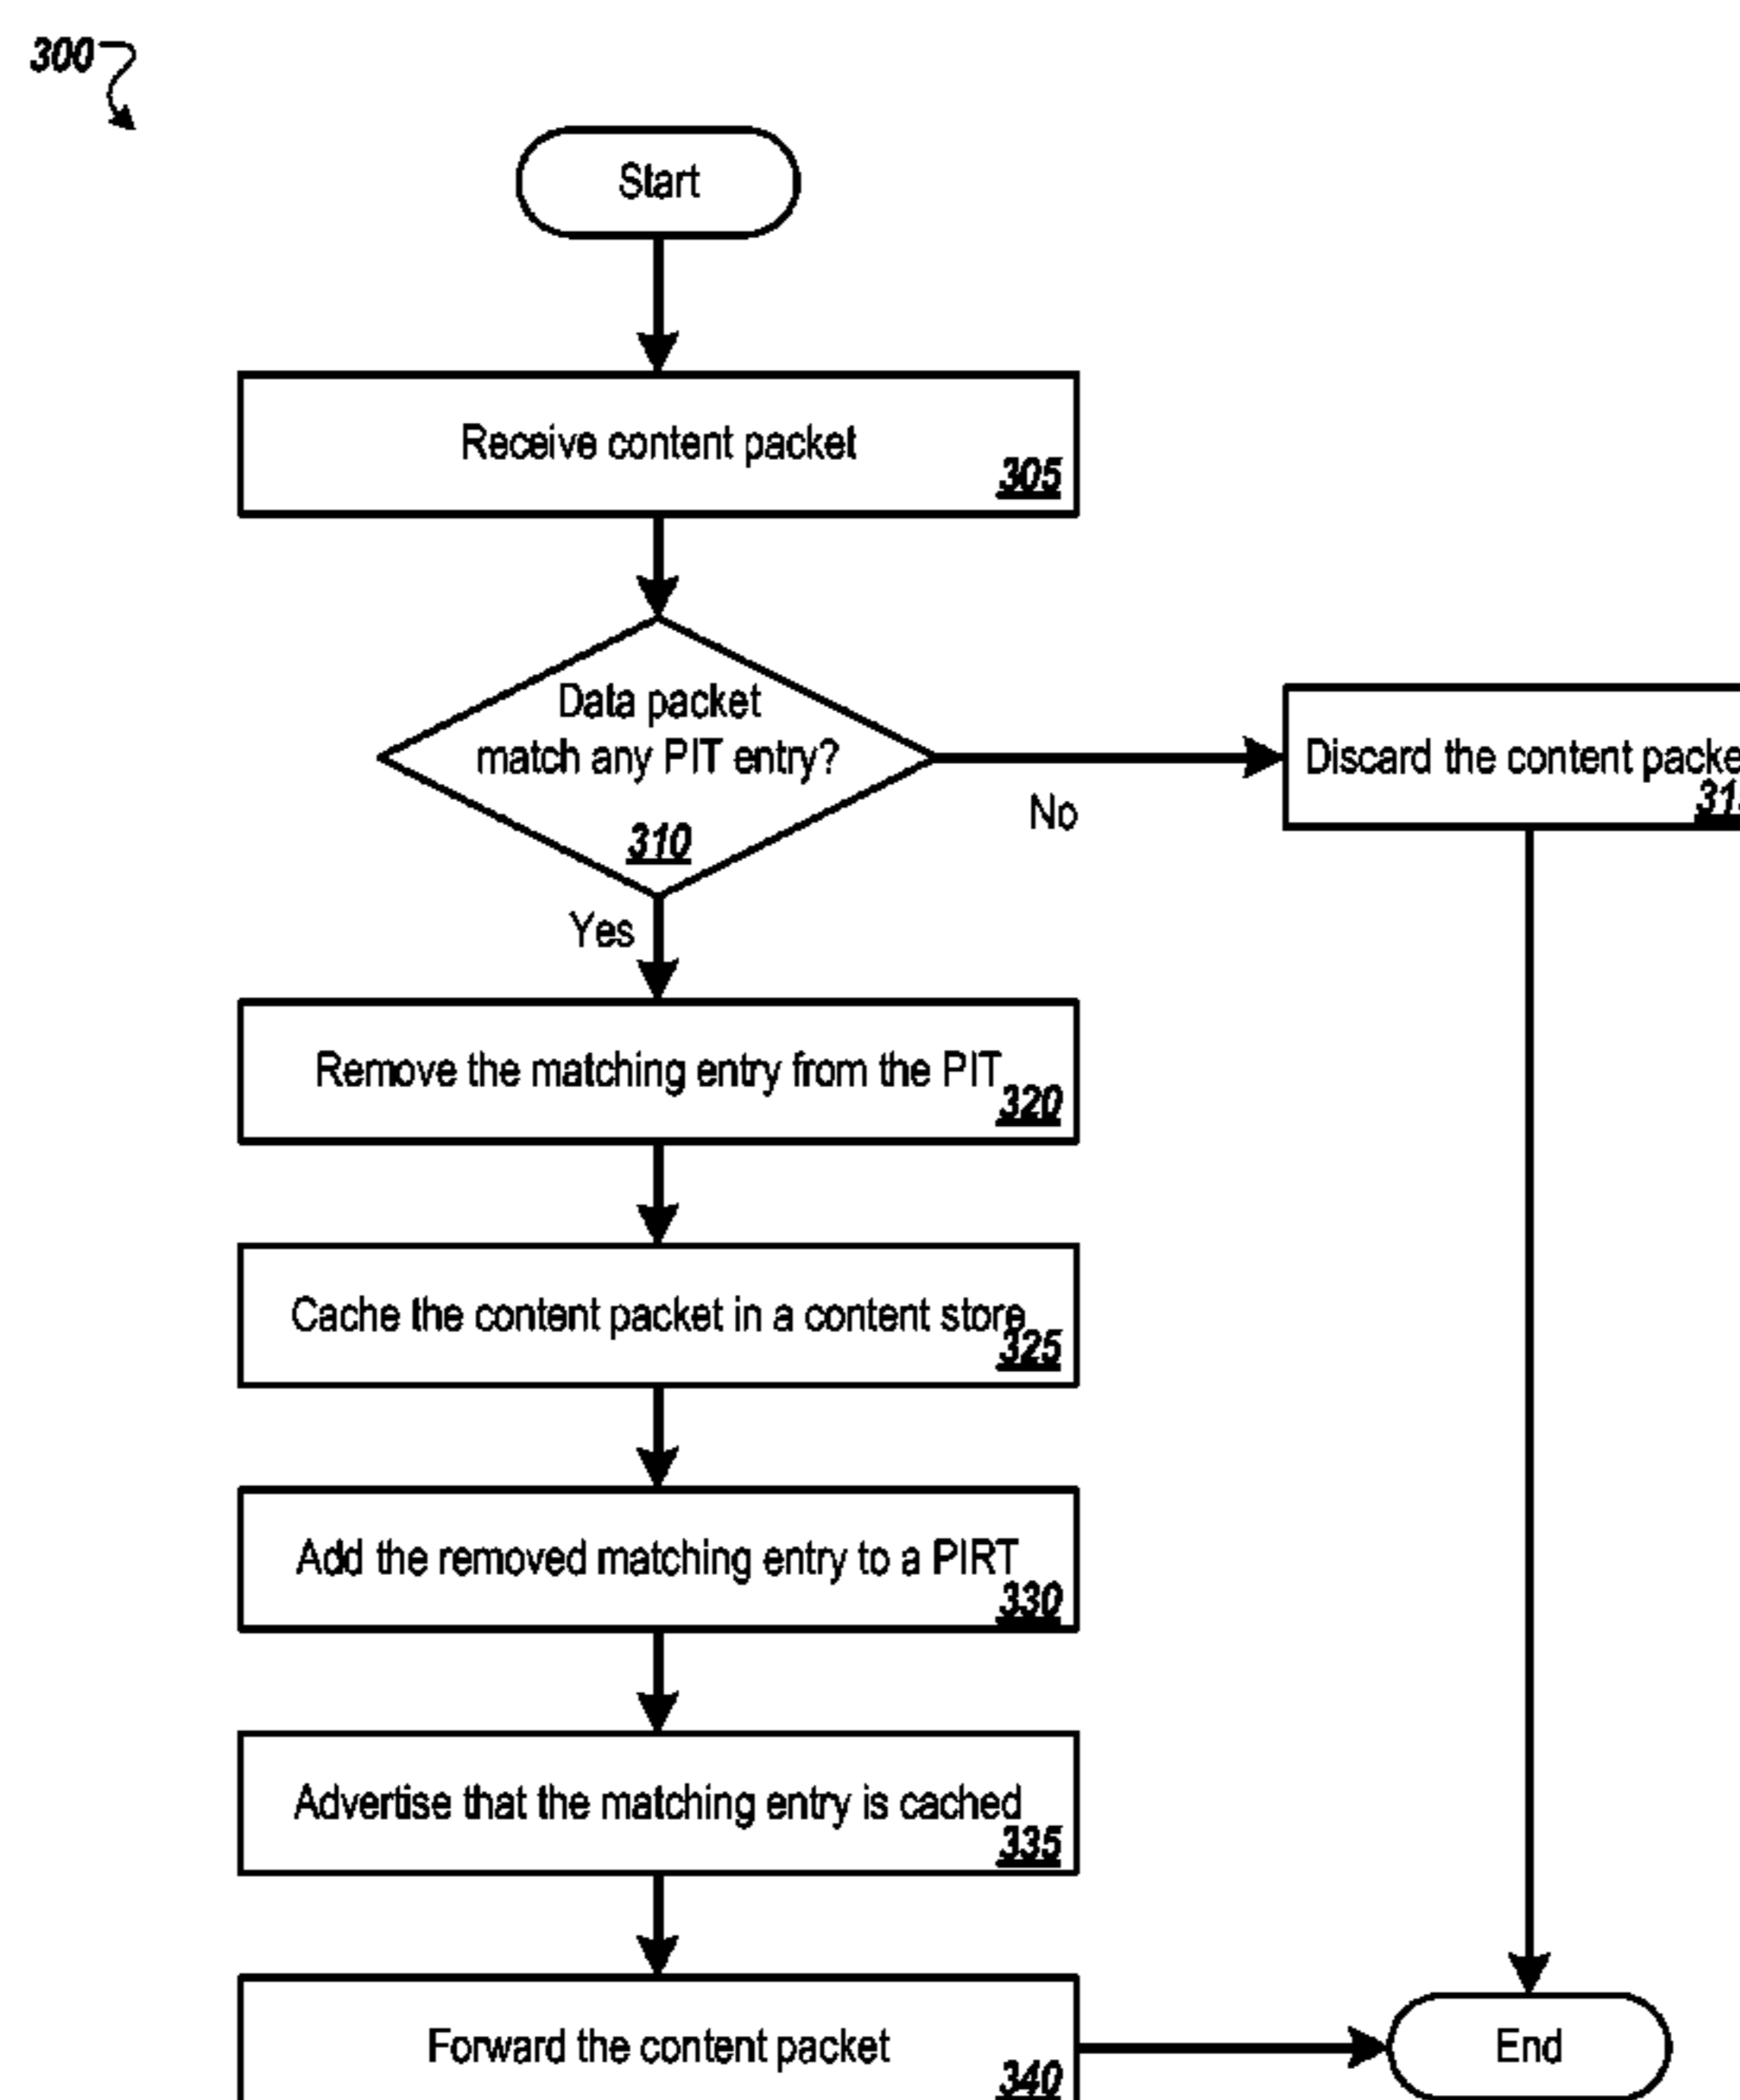 300
Start
Receive content packet
305
Data packet
match any PIT entry?
310
No
Discard the content
Yes
Remove the matching entry from the PIT
320
Cache the content packet in a content store
325
Add the removed matching entry to a PIRT
330
Advertise that the matching entry is cached
335
Forward the content packet
340
End